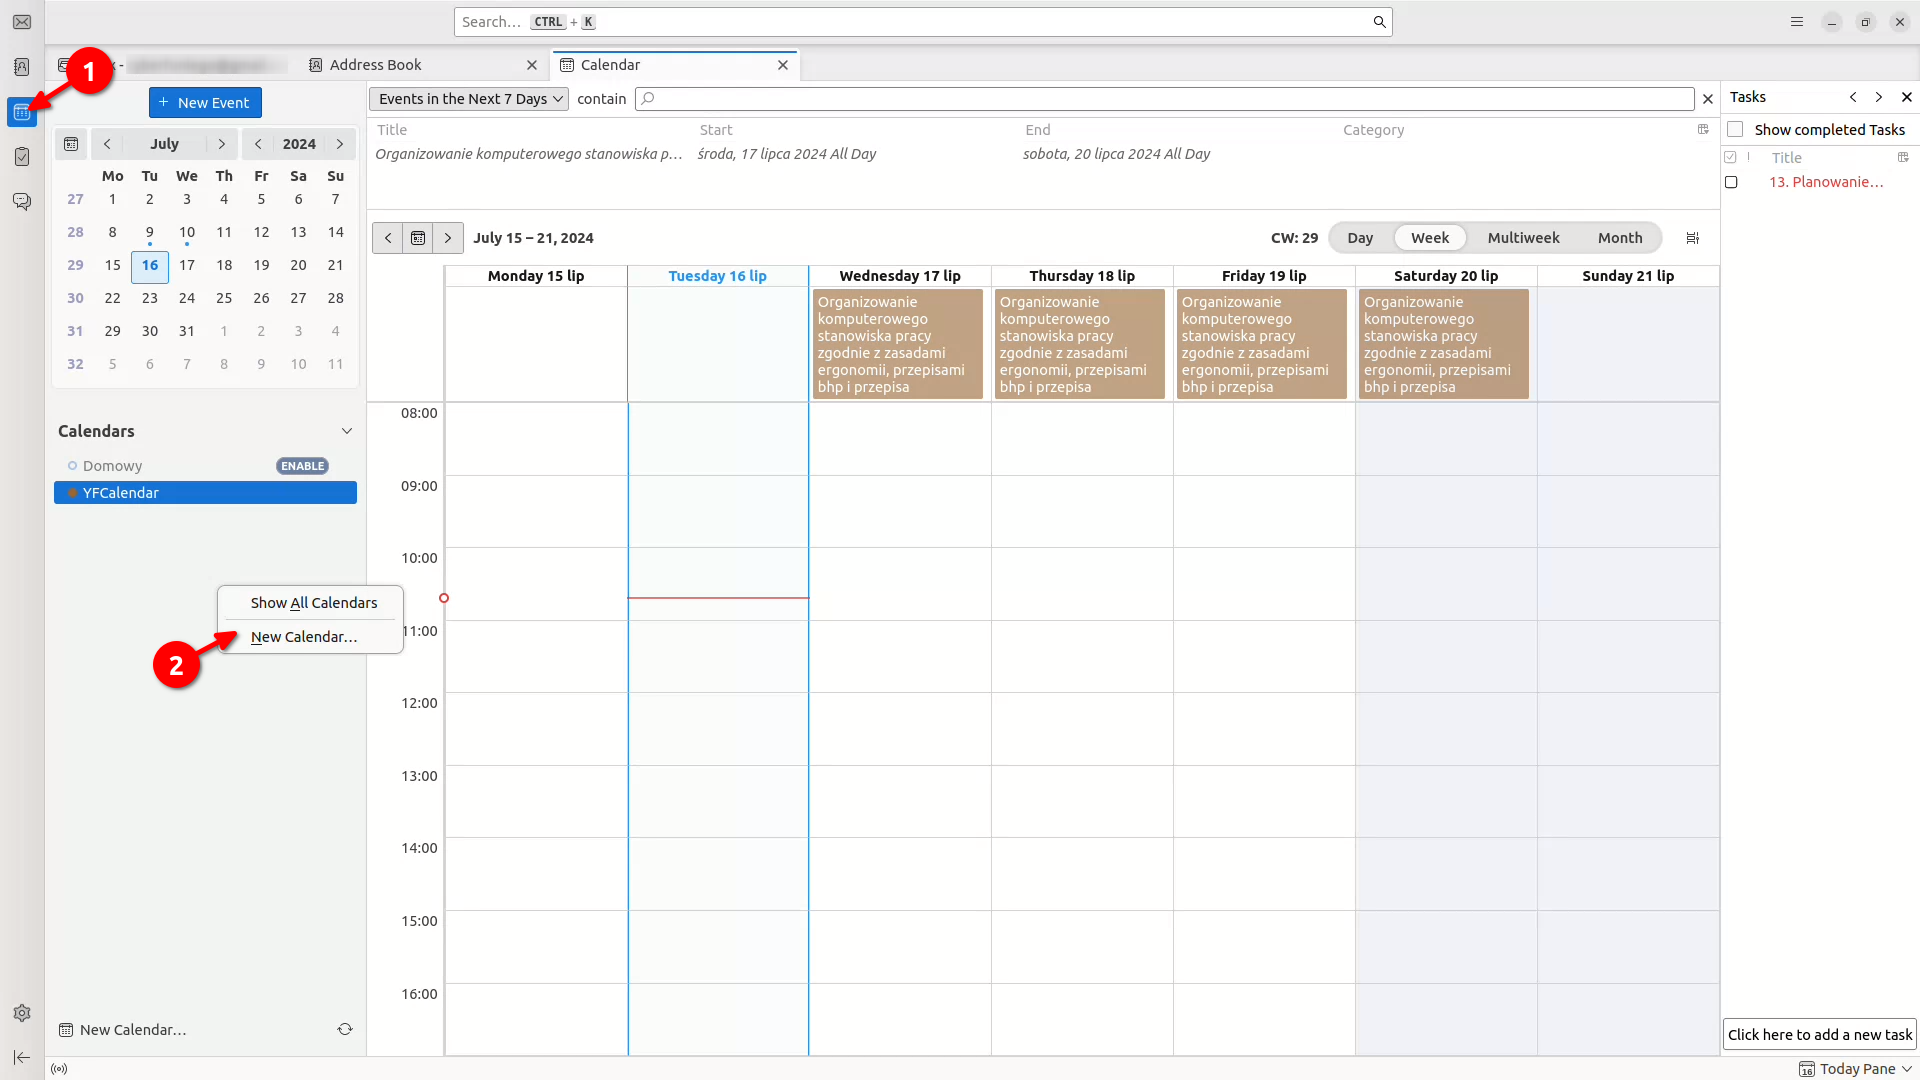 Search… CTRL + K
Address Book
Calendar
1
+ New Event
July 2024
Mo Tu We Th Fr Sa Su
27 1 2 3 4 5 6 7
28 8 9 10 11 12 13 14
29 15 16 17 18 19 20 21
30 22 23 24 25 26 27 28
31 29 30 31 1 2 3 4
32 5 6 7 8 9 10 11
Calendars
Domowy ENABLE
YFCalendar
Show All Calendars
New Calendar…
2
New Calendar…
Events in the Next 7 Days contain
Title Start End Category
Organizowanie komputerowego stanowiska p… środa, 17 lipca 2024 All Day sobota, 20 lipca 2024 All Day
July 15 – 21, 2024 CW: 29 Day Week Multiweek Month
Monday 15 lip Tuesday 16 lip Wednesday 17 lip Thursday 18 lip Friday 19 lip Saturday 20 lip Sunday 21 lip
Organizowanie
komputerowego
stanowiska pracy
zgodnie z zasadami
ergonomii, przepisami
bhp i przepisa
Organizowanie
komputerowego
stanowiska pracy
zgodnie z zasadami
ergonomii, przepisami
bhp i przepisa
Organizowanie
komputerowego
stanowiska pracy
zgodnie z zasadami
ergonomii, przepisami
bhp i przepisa
Organizowanie
komputerowego
stanowiska pracy
zgodnie z zasadami
ergonomii, przepisami
bhp i przepisa
08:00
09:00
10:00
11:00
12:00
13:00
14:00
15:00
16:00
Tasks
Show completed Tasks
Title
13. Planowanie…
Click here to add a new task
16 Today Pane